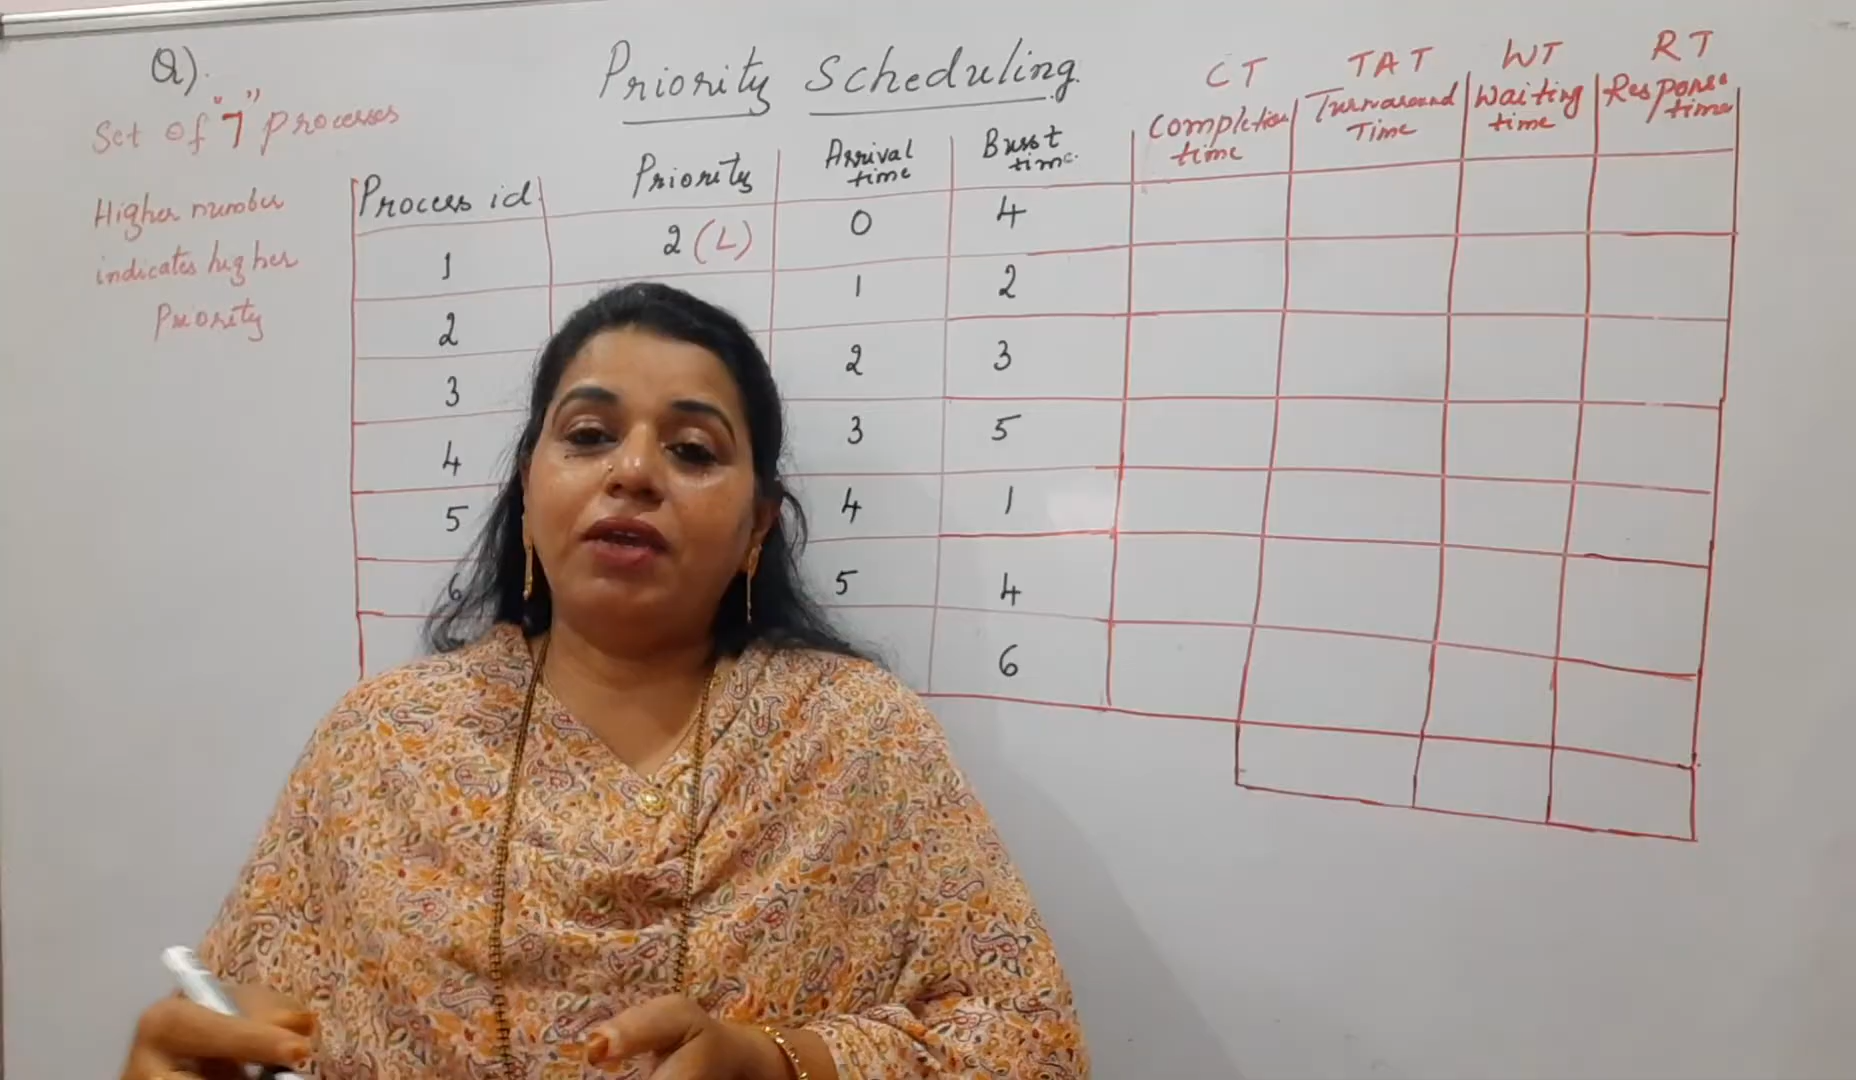 Q).
Priority Scheduling
Set of "7" processes
Higher number
indicates higher
Priority
CT TAT WT RT
Process id Priority Arrival time Burst time Completion time Turnaround Time Waiting time Response time
1 2 (L) 0 4
2 1 2
3 2 3
4 3 5
5 4 1
6 5 4
6